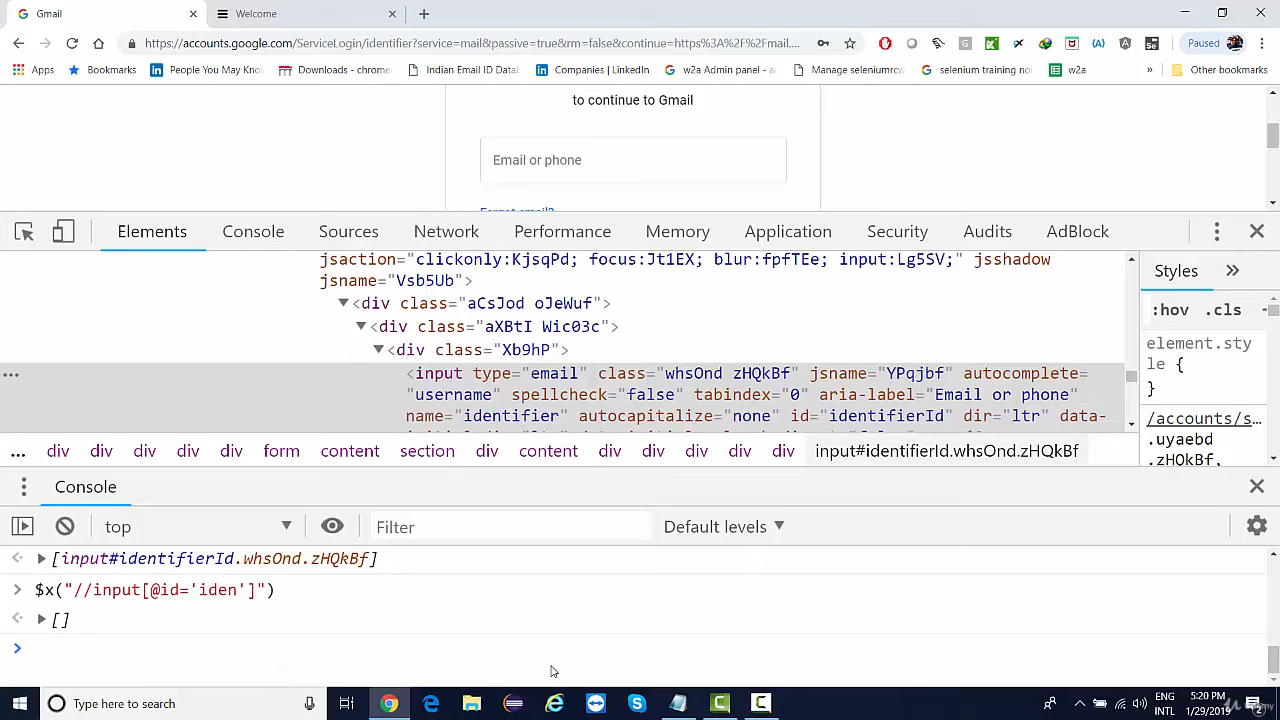 Gmail
Welcome
https://accounts.google.com/ServiceLogin/identifier?service=mail&passive=true&rm=false&continue=https%3A%2F%2Fmail....
Paused
Apps
Bookmarks
People You May Know
Downloads - chrome
Indian Email ID Data
Companies | LinkedIn
w2a Admin panel - a
Manage seleniumrcw
selenium training no
w2a
»
Other bookmarks
to continue to Gmail
Email or phone
Forgot email?
Elements
Console
Sources
Network
Performance
Memory
Application
Security
Audits
AdBlock
jsaction="clickonly:KjsqPd; focus:Jt1EX; blur:fpfTEe; input:Lg5SV;" jsshadow
jsname="Vsb5Ub">
<div class="aCsJod oJeWuf">
<div class="aXBtI Wic03c">
<div class="Xb9hP">
<input type="email" class="whsOnd zHQkBf" jsname="YPqjbf" autocomplete=
"username" spellcheck="false" tabindex="0" aria-label="Email or phone"
name="identifier" autocapitalize="none" id="identifierId" dir="ltr" data-
Styles
»
:hov .cls
element.sty
le {
}
/accounts/s…
.uyaebd
.zHQkBf,
... div div div div div form content section div content div div div div div input#identifierId.whsOnd.zHQkBf
Console
top
Filter
Default levels
[input#identifierId.whsOnd.zHQkBf]
$x("//input[@id='iden']")
[]
Type here to search
ENG
INTL
5:20 PM
1/29/2019